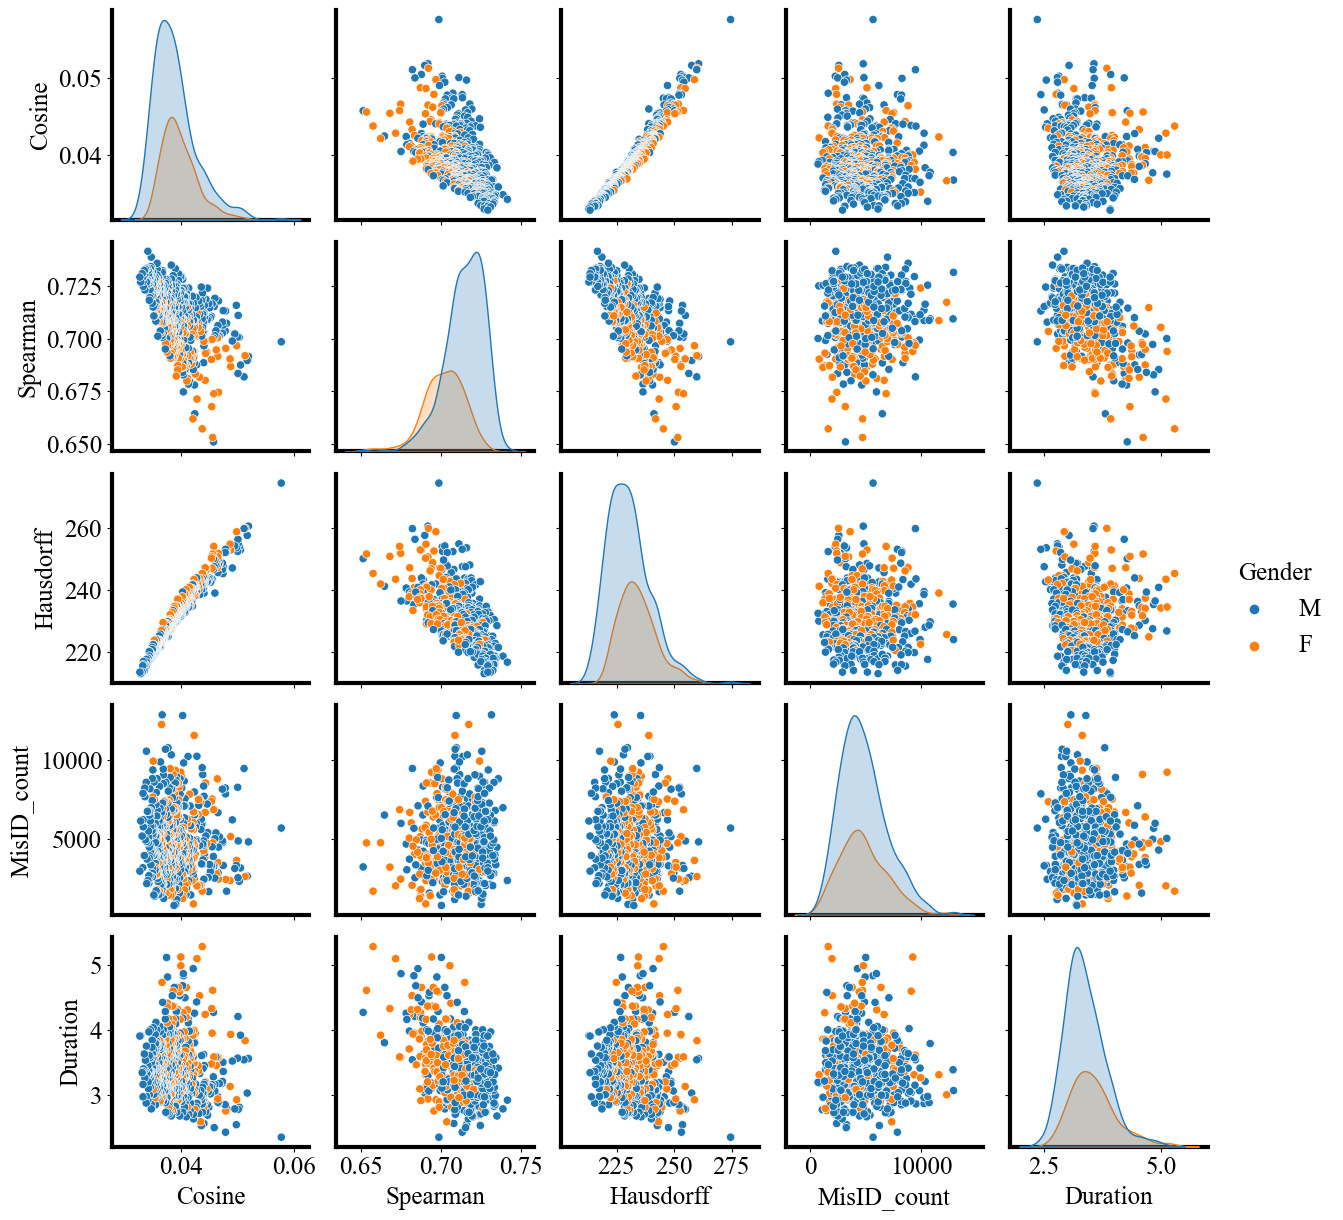 Cosine
0.05
0.04
Spearman
0.725
0.700
0.675
0.650
Hausdorff
260
240
220
Gender
M
F
MisID_count
10000
5000
Duration
5
4
3
0.04 0.06 0.65 0.70 0.75 225 250 275 0 10000 2.5 5.0
Cosine Spearman Hausdorff MisID_count Duration